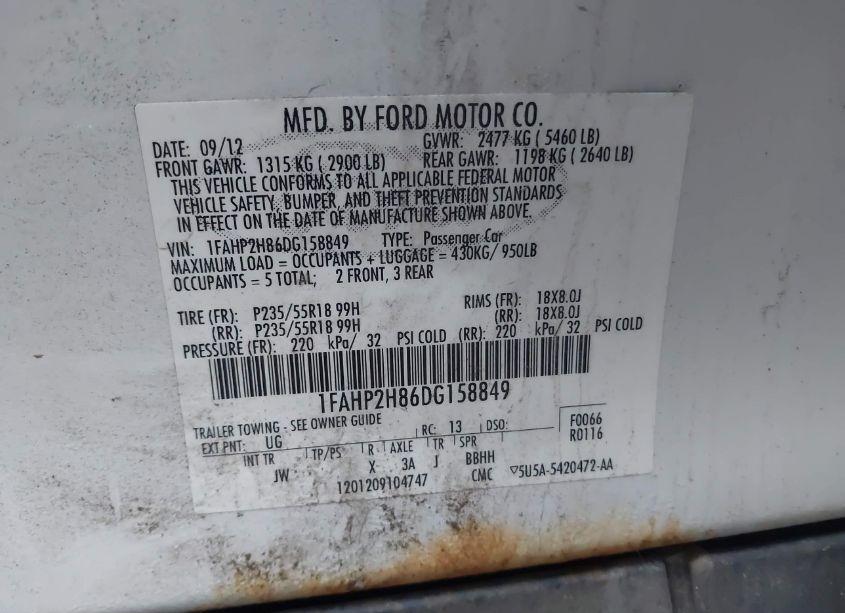 MFD. BY FORD MOTOR CO.
DATE: 09/12 GVWR: 2477 KG ( 5460 LB)
FRONT GAWR: 1315 KG ( 2900 LB) REAR GAWR: 1198 KG ( 2640 LB)
THIS VEHICLE CONFORMS TO ALL APPLICABLE FEDERAL MOTOR
VEHICLE SAFETY, BUMPER, AND THEFT PREVENTION STANDARDS
IN EFFECT ON THE DATE OF MANUFACTURE SHOWN ABOVE.
VIN: 1FAHP2H86DG158849 TYPE: Passenger Car
MAXIMUM LOAD = OCCUPANTS + LUGGAGE = 430KG/ 950LB
OCCUPANTS = 5 TOTAL; 2 FRONT, 3 REAR
TIRE (FR): P235/55R18 99H RIMS (FR): 18X8.0J
(RR): P235/55R18 99H (RR): 18X8.0J
PRESSURE (FR): 220 kPa/ 32 PSI COLD (RR): 220 kPa/ 32 PSI COLD
1FAHP2H86DG158849
TRAILER TOWING - SEE OWNER GUIDE
EXT PNT: UG RC: 13 DSO: F0066
R0116
INT TR TP/PS R AXLE TR SPR
JW X 3A J BBHH
1201209104747 CMC ▽5U5A-5420472-AA